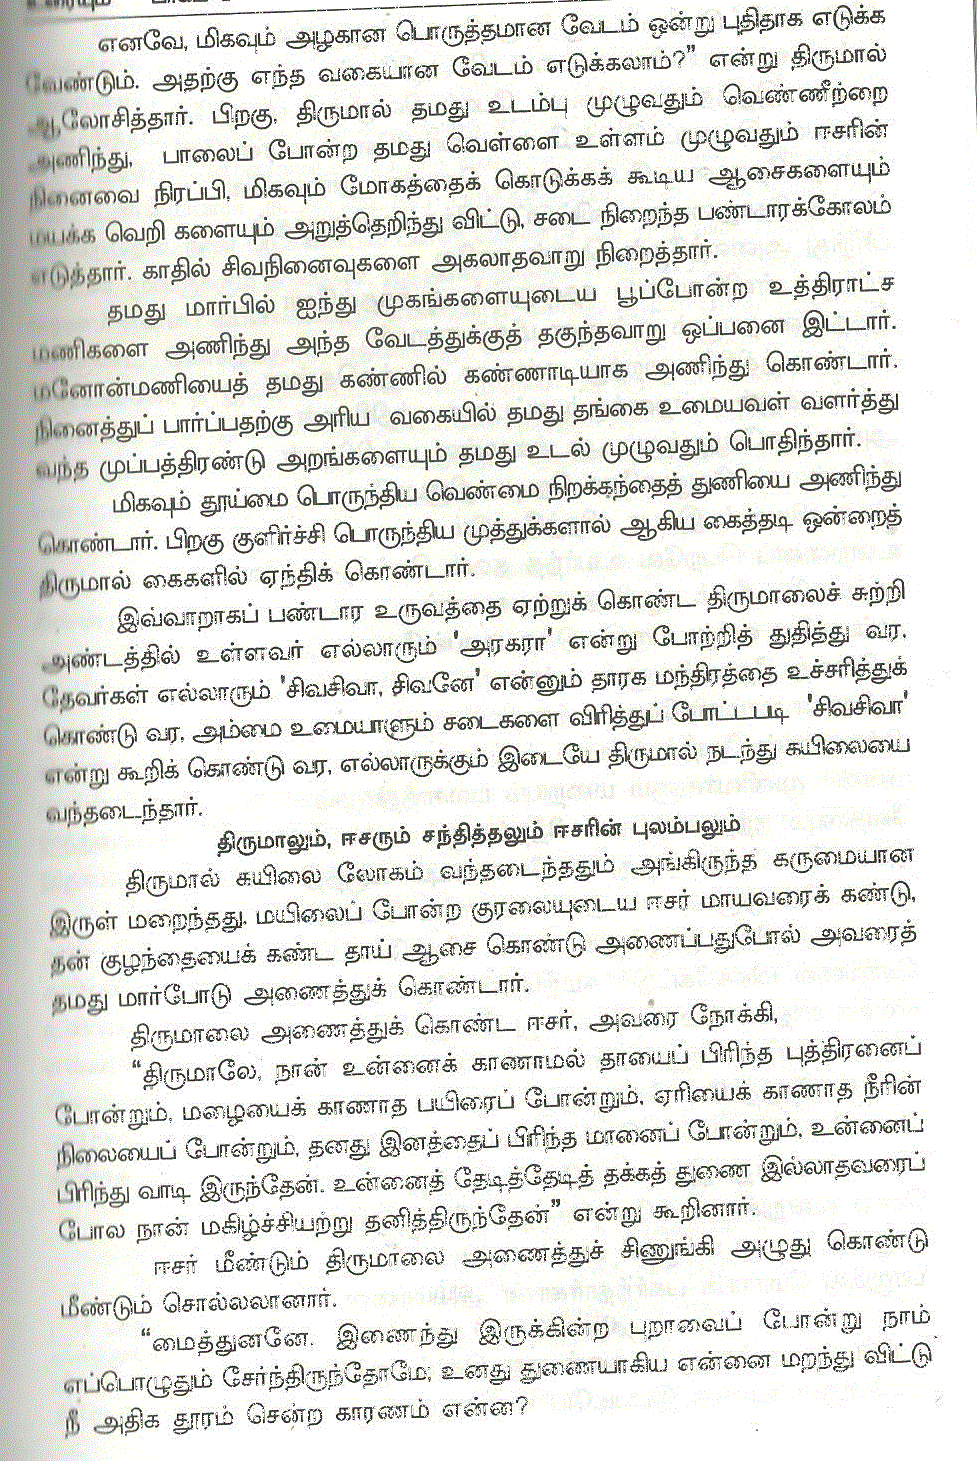 எனவே, மிகவும் அழகான பொருத்தமான வேடம் ஒன்று புதிதாக எடுக்க
வேண்டும். அதற்கு எந்த வகையான வேடம் எடுக்கலாம்?” என்று திருமால்
ஆலோசித்தார். பிறகு, திருமால் தமது உடம்பு முழுவதும் வெண்ணீற்றை
அணிந்து, பாலைப் போன்ற தமது வெள்ளை உள்ளம் முழுவதும் ஈசரின்
நினைவை நிரப்பி, மிகவும் மோகத்தைக் கொடுக்கக் கூடிய ஆசைகளையும்
மயக்க வெறி களையும் அறுத்தெறிந்து விட்டு, சடை நிறைந்த பண்டாரக்கோலம்
எடுத்தார். காதில் சிவநினைவுகளை அகலாதவாறு நிறைத்தார்.
தமது மார்பில் ஐந்து முகங்களையுடைய பூப்போன்ற உத்திராட்ச
மணிகளை அணிந்து அந்த வேடத்துக்குத் தகுந்தவாறு ஒப்பனை இட்டார்.
மனோன்மணியைத் தமது கண்ணில் கண்ணாடியாக அணிந்து கொண்டார்.
நினைத்துப் பார்ப்பதற்கு அரிய வகையில் தமது தங்கை உமையவள் வளர்த்து
வந்த முப்பத்திரண்டு அறங்களையும் தமது உடல் முழுவதும் பொதிந்தார்.
மிகவும் தூய்மை பொருந்திய வெண்மை நிறக்கந்தைத் துணியை அணிந்து
கொண்டார். பிறகு குளிர்ச்சி பொருந்திய முத்துக்களால் ஆகிய கைத்தடி ஒன்றைத்
திருமால் கைகளில் ஏந்திக் கொண்டார்.
இவ்வாறாகப் பண்டார உருவத்தை ஏற்றுக் கொண்ட திருமாலைச் சுற்றி
அண்டத்தில் உள்ளவர் எல்லாரும் 'அரகரா' என்று போற்றித் துதித்து வர,
தேவர்கள் எல்லாரும் 'சிவசிவா, சிவனே' என்னும் தாரக மந்திரத்தை உச்சரித்துக்
கொண்டு வர, அம்மை உமையாளும் சடைகளை விரித்துப் போட்டபடி 'சிவசிவா'
என்று கூறிக் கொண்டு வர, எல்லாருக்கும் இடையே திருமால் நடந்து கயிலையை
வந்தடைந்தார்.
திருமாலும், ஈசரும் சந்தித்தலும் ஈசரின் புலம்பலும்
திருமால் கயிலை லோகம் வந்தடைந்ததும் அங்கிருந்த கருமையான
இருள் மறைந்தது. மயிலைப் போன்ற குரலையுடைய ஈசர் மாயவரைக் கண்டு,
தன் குழந்தையைக் கண்ட தாய் ஆசை கொண்டு அணைப்பதுபோல் அவரைத்
தமது மார்போடு அணைத்துக் கொண்டார்.
திருமாலை அணைத்துக் கொண்ட ஈசர், அவரை நோக்கி,
“திருமாலே, நான் உன்னைக் காணாமல் தாயைப் பிரிந்த புத்திரனைப்
போன்றும், மழையைக் காணாத பயிரைப் போன்றும், ஏரியைக் காணாத நீரின்
நிலையைப் போன்றும், தனது இனத்தைப் பிரிந்த மானைப் போன்றும், உன்னைப்
பிரிந்து வாடி இருந்தேன். உன்னைத் தேடித்தேடித் தக்கத் துணை இல்லாதவரைப்
போல நான் மகிழ்ச்சியற்று தனித்திருந்தேன்” என்று கூறினார்.
ஈசர் மீண்டும் திருமாலை அணைத்துச் சிணுங்கி அழுது கொண்டு
மீண்டும் சொல்லலானார்.
“மைத்துனனே. இணைந்து இருக்கின்ற புறாவைப் போன்று நாம்
எப்பொழுதும் சேர்ந்திருந்தோமே; உனது துணையாகிய என்னை மறந்து விட்டு
நீ அதிக தூரம் சென்ற காரணம் என்ன?